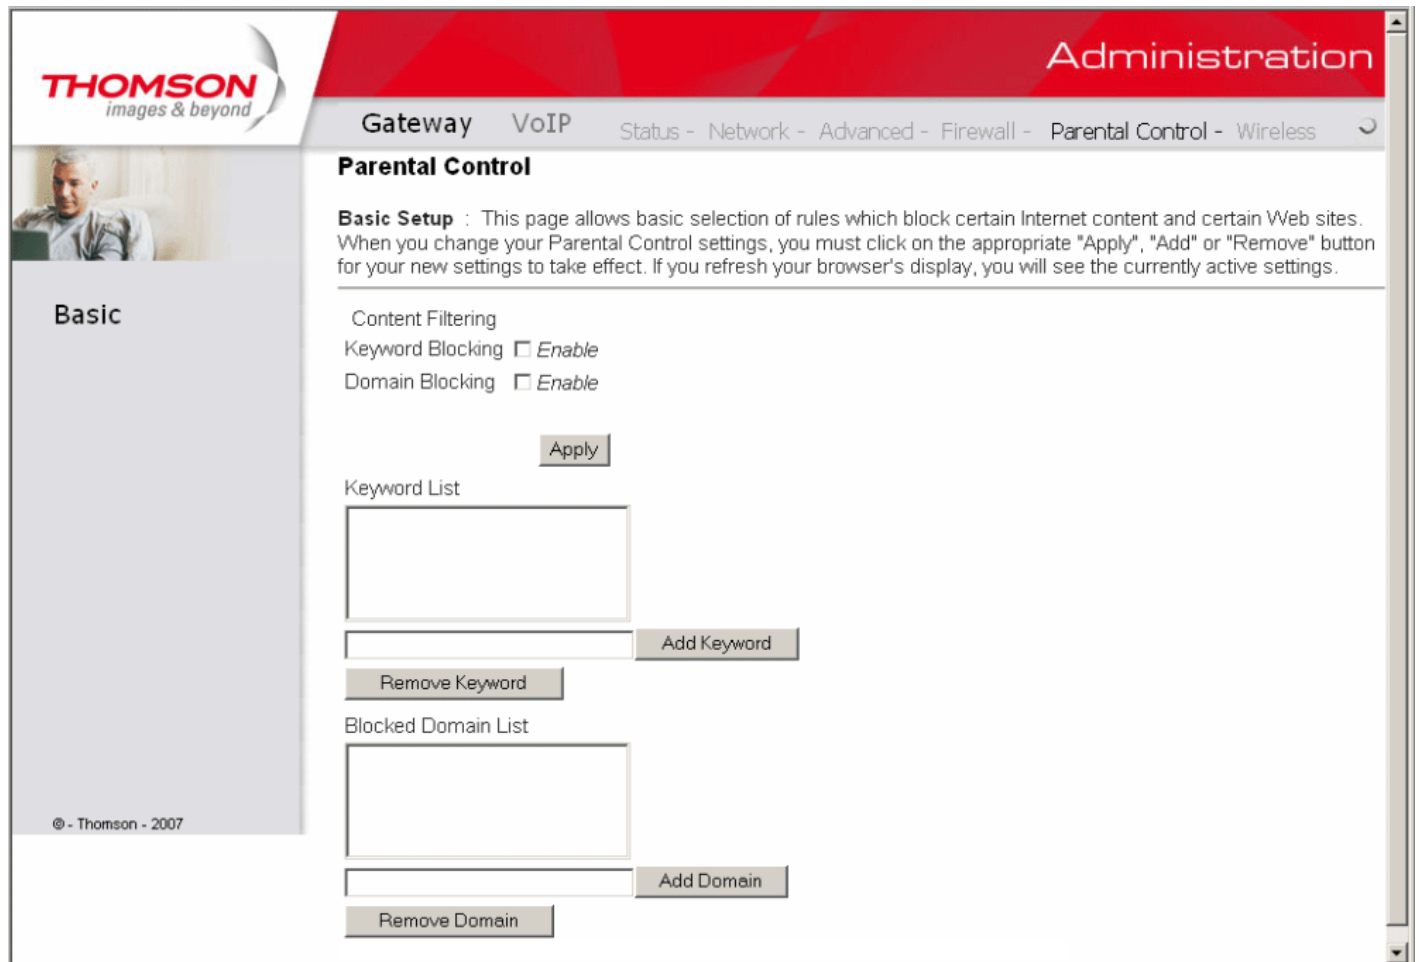 Administration
THOMSON
images & beyond
Gateway VoIP Status - Network - Advanced - Firewall - Parental Control - Wireless
Parental Control
Basic Setup : This page allows basic selection of rules which block certain Internet content and certain Web sites.
When you change your Parental Control settings, you must click on the appropriate "Apply", "Add" or "Remove" button
for your new settings to take effect. If you refresh your browser's display, you will see the currently active settings.
Basic
Content Filtering
Keyword Blocking Enable
Domain Blocking Enable
Apply
Keyword List
Add Keyword
Remove Keyword
Blocked Domain List
© - Thomson - 2007
Add Domain
Remove Domain